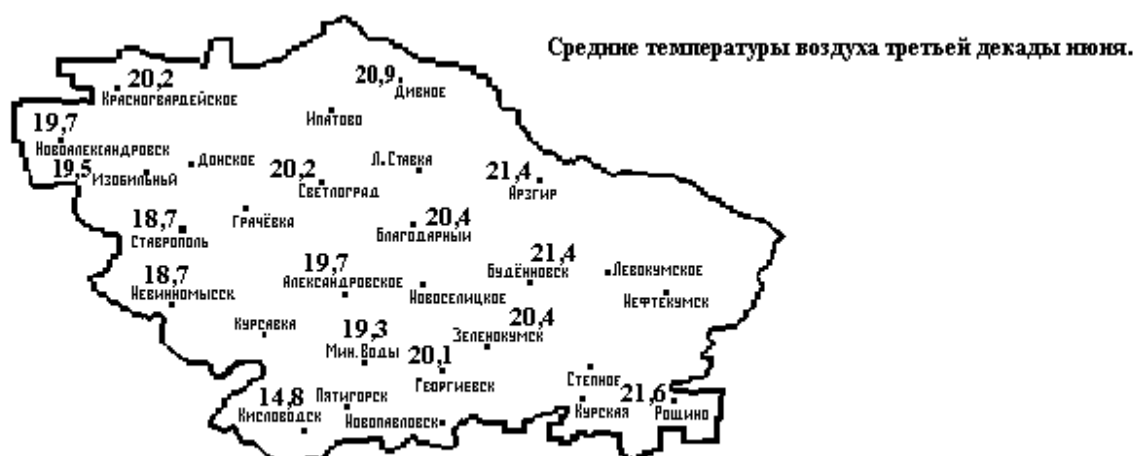 Средние температуры воздуха третьей декады июня.
20,2
Красногвардейское
20,9
Дивное
Ипатово
19,7
Новоалександровск
19,5
Изобильный
Донское
20,2
Светлоград
Л.Ставка
21,4
Арзгир
18,7
Ставрополь
Грачёвка
20,4
Благодарный
18,7
Невинномысск
19,7
Александровское
Новоселицкое
21,4
Будённовск
Левокумское
Нефтекумск
Курсавка
19,3
Мин.Воды
20,4
Зеленокумск
20,1
Георгиевск
Степное
14,8
Кисловодск
Пятигорск
Новопавловск
Курская
21,6
Рощино